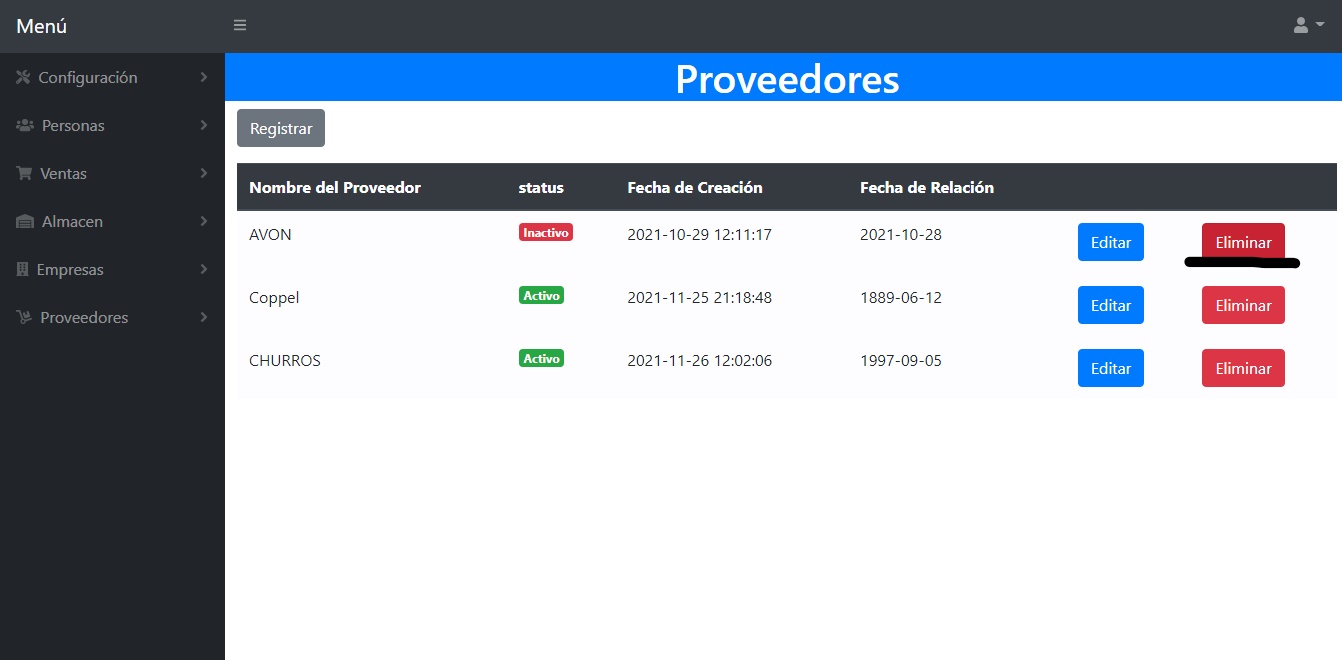 Menú
Configuración
Personas
Ventas
Almacen
Empresas
Proveedores
Proveedores
Registrar
Nombre del Proveedor status Fecha de Creación Fecha de Relación
AVON Inactivo 2021-10-29 12:11:17 2021-10-28 Editar Eliminar
Coppel Activo 2021-11-25 21:18:48 1889-06-12 Editar Eliminar
CHURROS Activo 2021-11-26 12:02:06 1997-09-05 Editar Eliminar